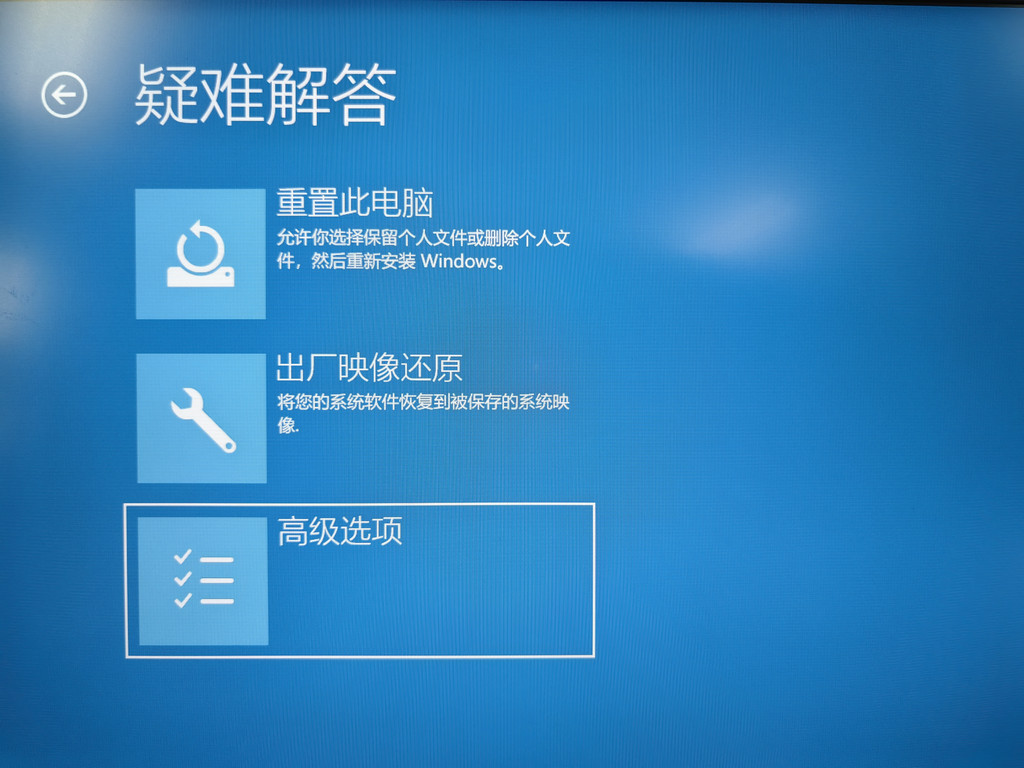 疑难解答
重置此电脑
允许你选择保留个人文件或删除个人文
件，然后重新安装 Windows。
出厂映像还原
将您的系统软件恢复到被保存的系统映
像.
高级选项